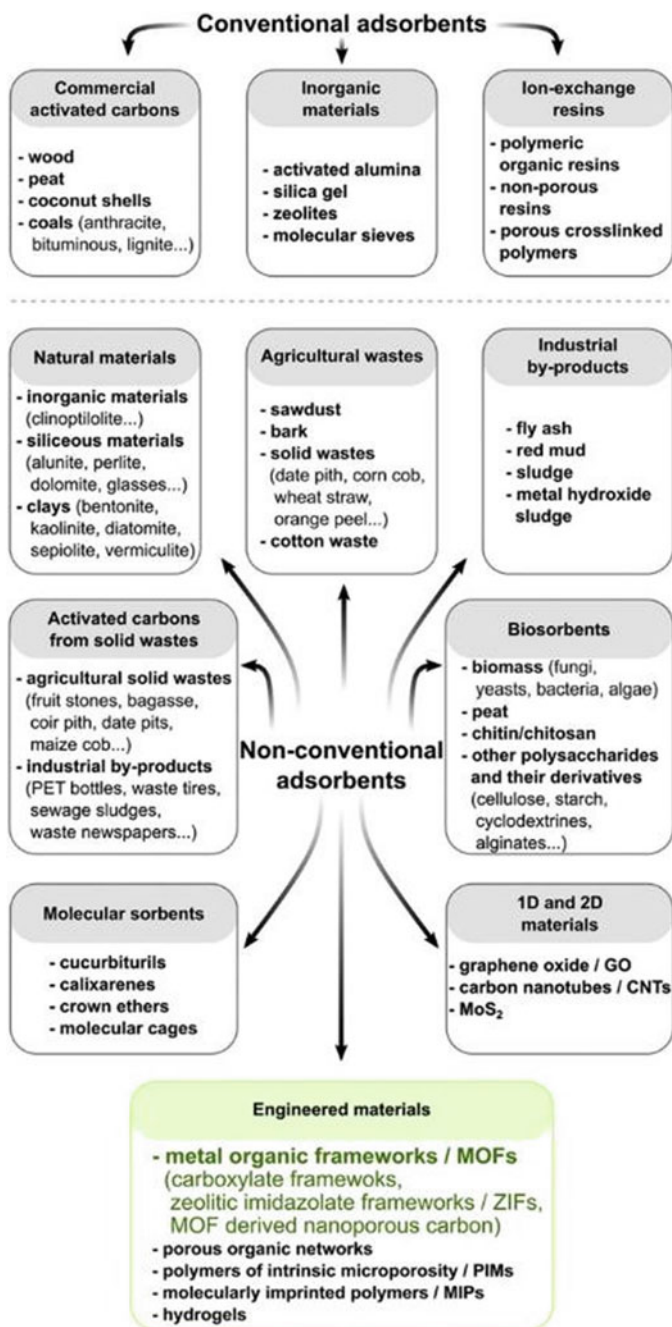 Conventional adsorbents
Commercial
activated carbons
- wood
- peat
- coconut shells
- coals (anthracite,
bituminous, lignite...)
Inorganic
materials
- activated alumina
- silica gel
- zeolites
- molecular sieves
Ion-exchange
resins
- polymeric
organic resins
- non-porous
resins
- porous crosslinked
polymers
Natural materials
- inorganic materials
(clinoptilolite...)
- siliceous materials
(alunite, perlite,
dolomite, glasses...)
- clays (bentonite,
kaolinite, diatomite,
sepiolite, vermiculite)
Agricultural wastes
- sawdust
- bark
- solid wastes
(date pith, corn cob,
wheat straw,
orange peel...)
- cotton waste
Industrial
by-products
- fly ash
- red mud
- sludge
- metal hydroxide
sludge
Activated carbons
from solid wastes
- agricultural solid wastes
(fruit stones, bagasse,
coir pith, date pits,
maize cob...)
- industrial by-products
(PET bottles, waste tires,
sewage sludges,
waste newspapers...)
Non-conventional
adsorbents
Biosorbents
- biomass (fungi,
yeasts, bacteria, algae)
- peat
- chitin/chitosan
- other polysaccharides
and their derivatives
(cellulose, starch,
cyclodextrines,
alginates...)
Molecular sorbents
- cucurbiturils
- calixarenes
- crown ethers
- molecular cages
1D and 2D
materials
- graphene oxide / GO
- carbon nanotubes / CNTs
- MoS₂
Engineered materials
- metal organic frameworks / MOFs
(carboxylate framewoks,
zeolitic imidazolate frameworks / ZIFs,
MOF derived nanoporous carbon)
- porous organic networks
- polymers of intrinsic microporosity / PIMs
- molecularly imprinted polymers / MIPs
- hydrogels